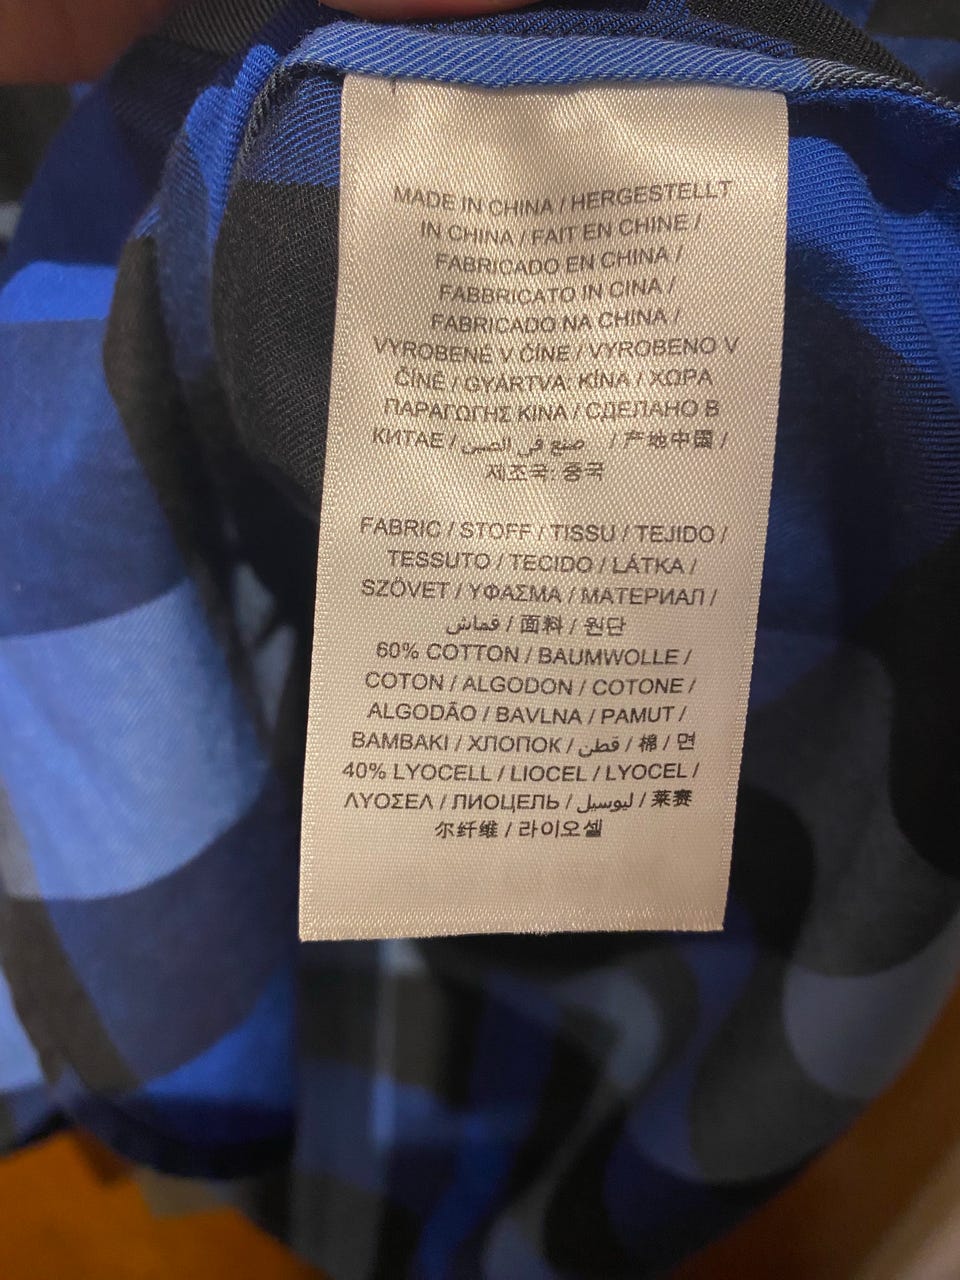 MADE IN CHINA / HERGESTELLT
IN CHINA / FAIT EN CHINE /
FABRICADO EN CHINA /
FABBRICATO IN CINA /
FABRICADO NA CHINA /
VYROBENÉ V ČÍNE / VYROBENO V
ČÍNĚ / GYÁRTVA: KÍNA / ΧΩΡΑ
ΠΑΡΑΓΩΓΗΣ ΚΙΝΑ / СДЕЛАНО В
КИТАЕ / صنع في الصين / 产地中国 /
제조국: 중국
FABRIC / STOFF / TISSU / TEJIDO /
TESSUTO / TECIDO / LÁTKA /
SZÖVET / ΥΦΑΣΜΑ / МАТЕРИАЛ /
قماش / 面料 / 원단
60% COTTON / BAUMWOLLE /
COTON / ALGODON / COTONE /
ALGODÃO / BAVLNA / PAMUT /
ΒΑΜΒΑΚΙ / ХЛОПОК / قطن / 棉 / 면
40% LYOCELL / LIOCEL / LYOCEL /
ΛΥΟΣΕΛ / ЛИОЦЕЛЬ / ليوسيل / 莱赛
尔纤维 / 라이오셀